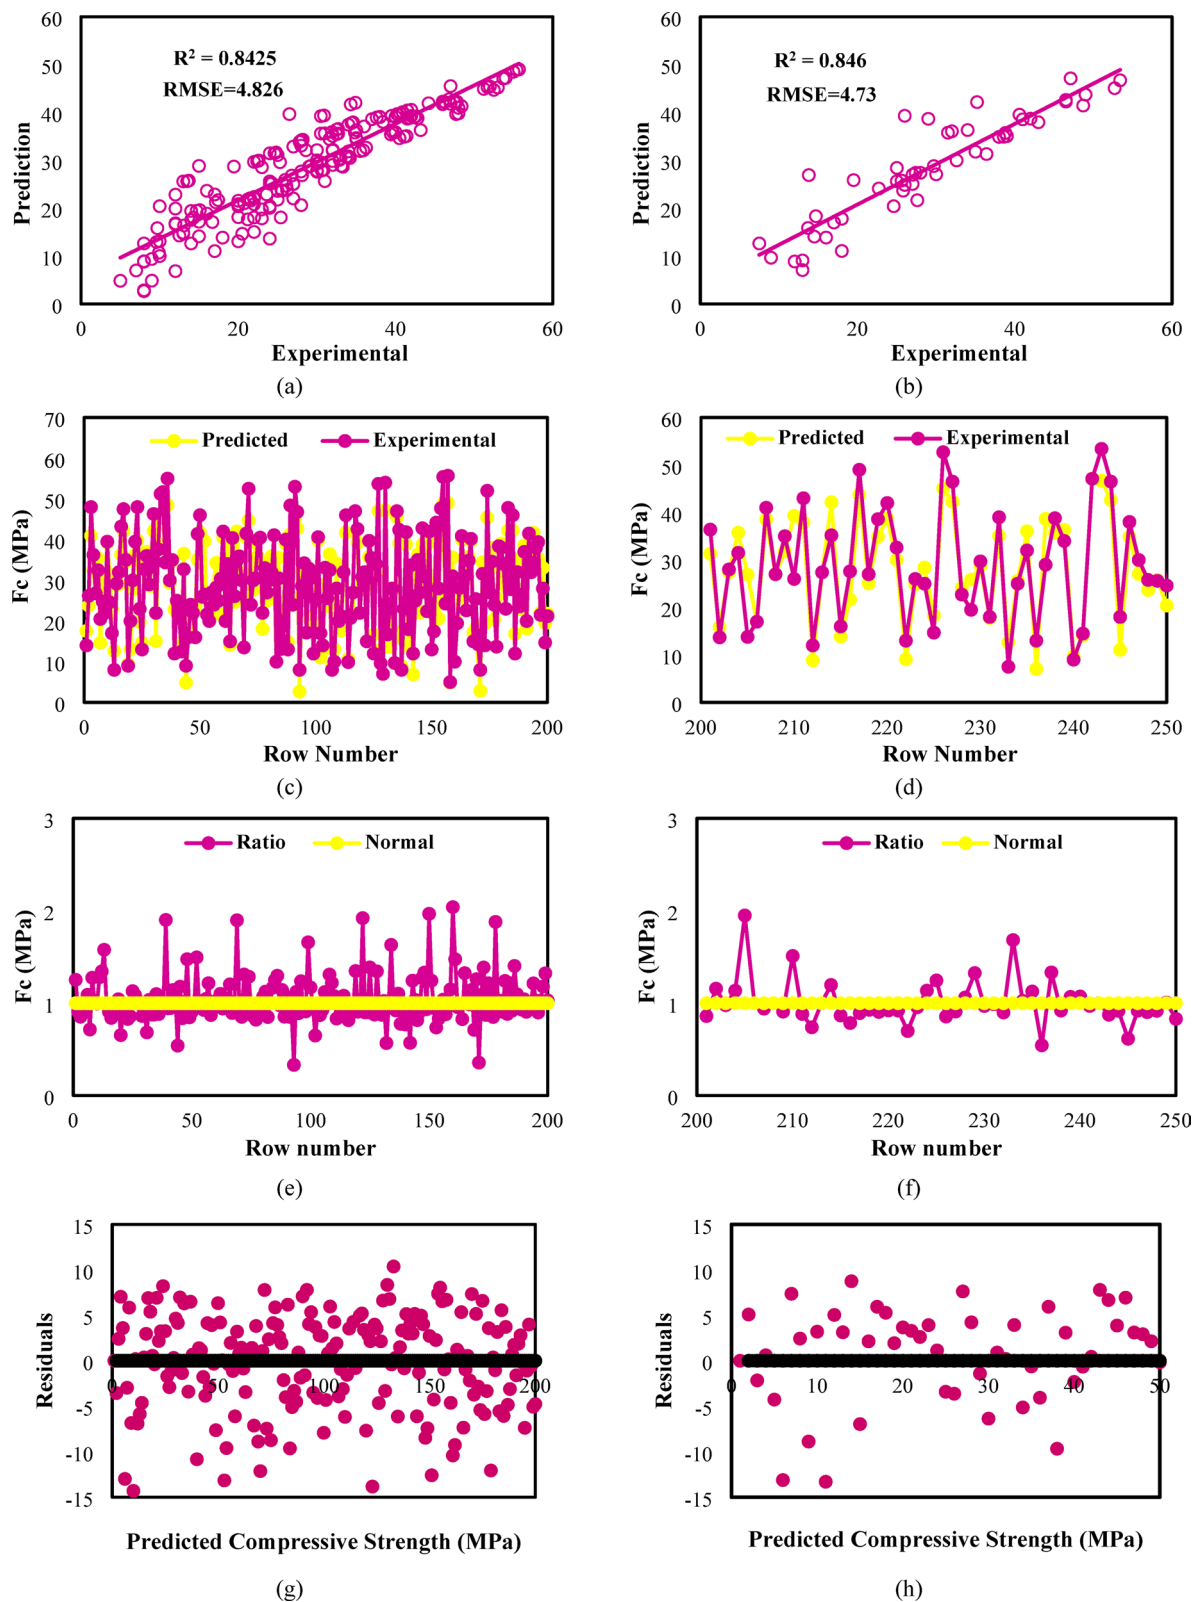 60
50
40
30
20
10
0
Prediction
R² = 0.8425
RMSE=4.826
0 20 40 60
Experimental
(a)
60
50
40
30
20
10
0
Prediction
R² = 0.846
RMSE=4.73
0 20 40 60
Experimental
(b)
70
60
50
40
30
20
10
0
Fc (MPa)
Predicted Experimental
0 50 100 150 200
Row Number
(c)
60
50
40
30
20
10
0
Fc (MPa)
Predicted Experimental
200 210 220 230 240 250
Row Number
(d)
3
2
1
0
Fc (MPa)
Ratio Normal
0 50 100 150 200
Row number
(e)
3
2
1
0
Fc (MPa)
Ratio Normal
200 210 220 230 240 250
Row number
(f)
15
10
5
0
-5
-10
-15
Residuals
0 50 100 150 200
Predicted Compressive Strength (MPa)
(g)
15
10
5
0
-5
-10
-15
Residuals
0 10 20 30 40 50
Predicted Compressive Strength (MPa)
(h)